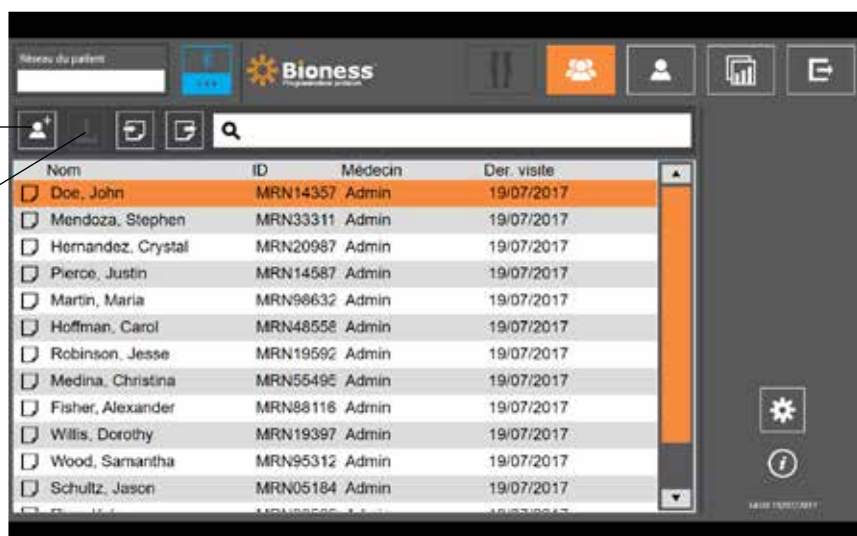 Réseau du patient
Bioness
Nom ID Médecin Der. visite
Doe, John MRN14357 Admin 19/07/2017
Mendoza, Stephen MRN33311 Admin 19/07/2017
Hernandez, Crystal MRN20987 Admin 19/07/2017
Pierce, Justin MRN14587 Admin 19/07/2017
Martin, Maria MRN98632 Admin 19/07/2017
Hoffman, Carol MRN48558 Admin 19/07/2017
Robinson, Jesse MRN19592 Admin 19/07/2017
Medina, Christina MRN55495 Admin 19/07/2017
Fisher, Alexander MRN88116 Admin 19/07/2017
Willis, Dorothy MRN19397 Admin 19/07/2017
Wood, Samantha MRN95312 Admin 19/07/2017
Schultz, Jason MRN05184 Admin 19/07/2017